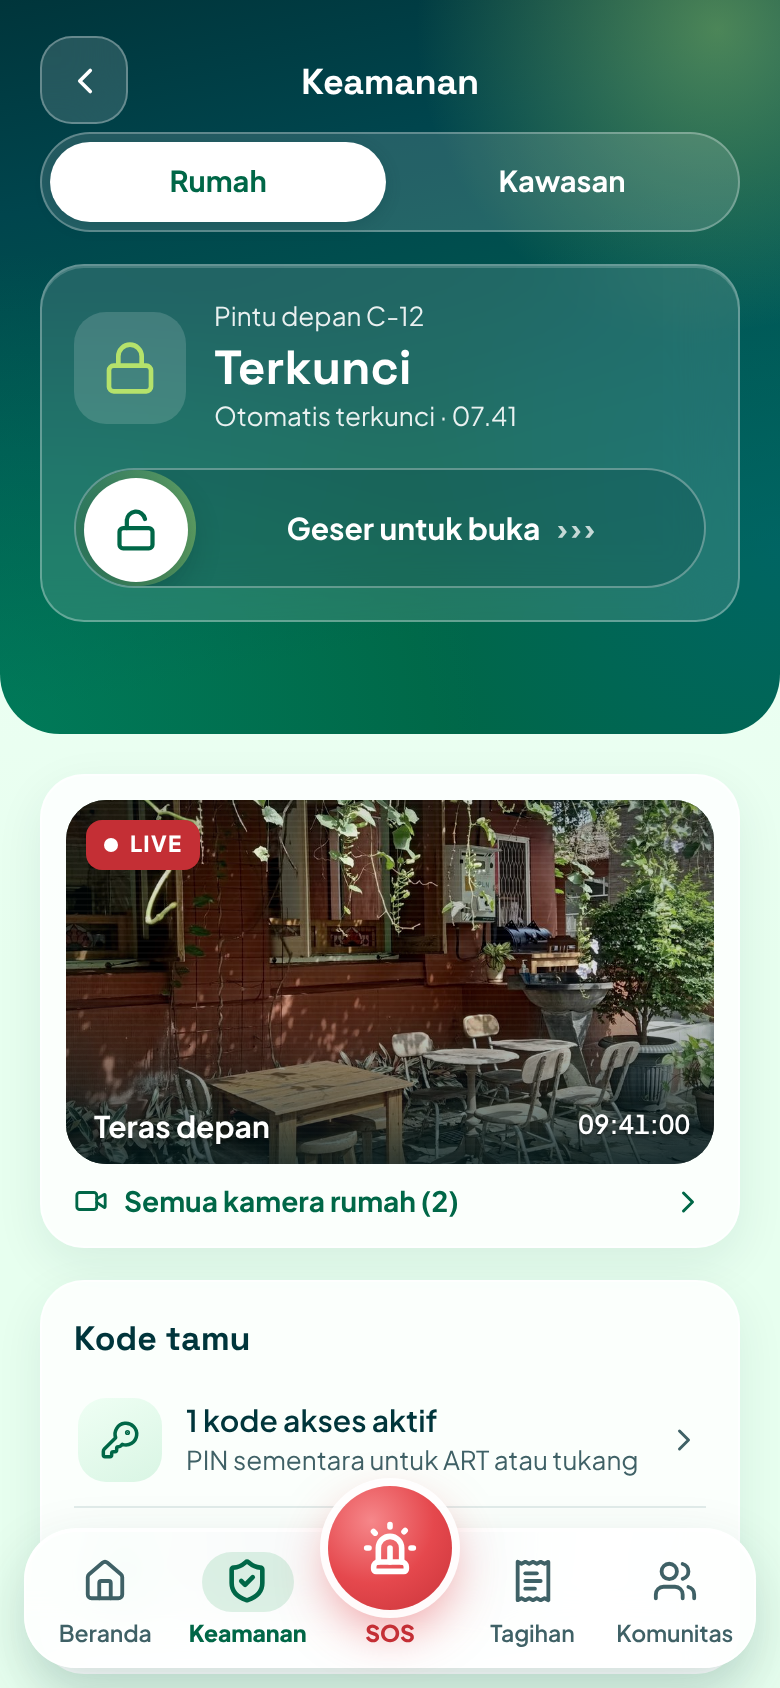 Keamanan
Rumah
Kawasan
Pintu depan C-12
Terkunci
Otomatis terkunci · 07.41
Geser untuk buka ›››
LIVE
Teras depan
09:41:00
Semua kamera rumah (2)
Kode tamu
1 kode akses aktif
PIN sementara untuk ART atau tukang
Beranda
Keamanan
SOS
Tagihan
Komunitas